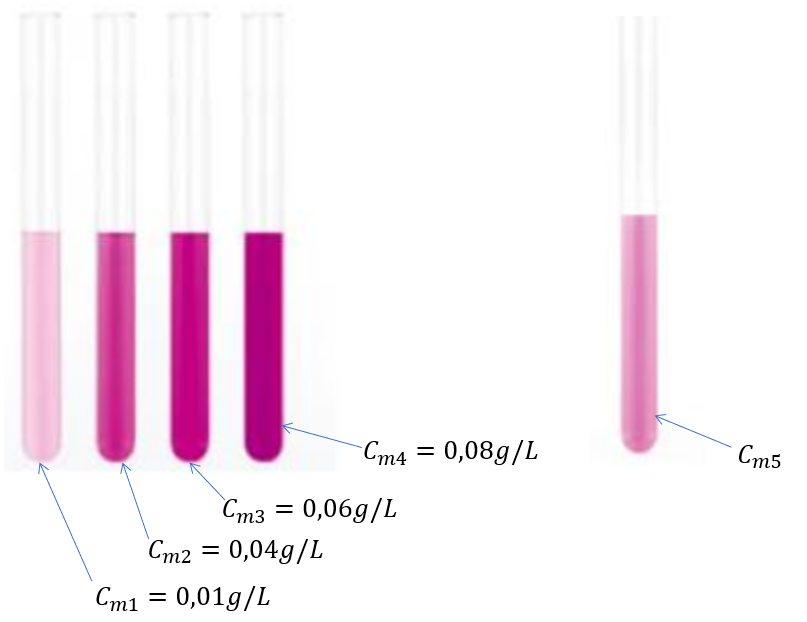 C_{m4} = 0,08g/L
C_{m5}
C_{m3} = 0,06g/L
C_{m2} = 0,04g/L
C_{m1} = 0,01g/L